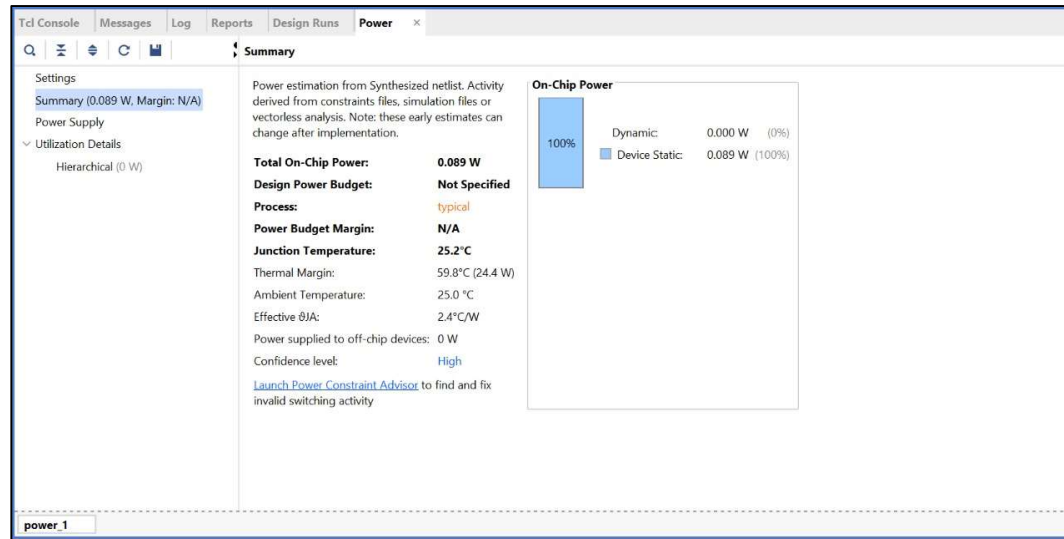 Tcl Console Messages Log Reports Design Runs Power ×
Summary
Settings
Summary (0.089 W, Margin: N/A)
Power Supply
Utilization Details
Hierarchical (0 W)
Power estimation from Synthesized netlist. Activity
derived from constraints files, simulation files or
vectorless analysis. Note: these early estimates can
change after implementation.
Total On-Chip Power: 0.089 W
Design Power Budget: Not Specified
Process: typical
Power Budget Margin: N/A
Junction Temperature: 25.2°C
Thermal Margin: 59.8°C (24.4 W)
Ambient Temperature: 25.0 °C
Effective ϑJA: 2.4°C/W
Power supplied to off-chip devices: 0 W
Confidence level: High
Launch Power Constraint Advisor to find and fix
invalid switching activity
On-Chip Power
100%
Dynamic: 0.000 W (0%)
Device Static: 0.089 W (100%)
power_1